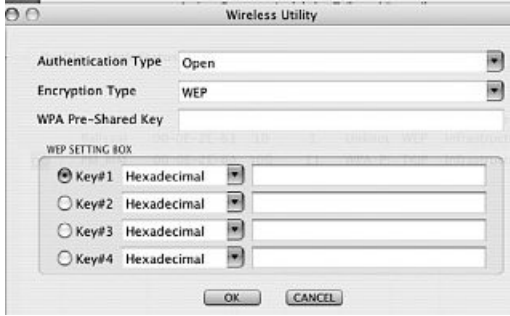 Wireless Utility
Authentication Type Open
Encryption Type WEP
WPA Pre-Shared Key
WEP SETTING BOX
Key#1 Hexadecimal
Key#2 Hexadecimal
Key#3 Hexadecimal
Key#4 Hexadecimal
OK CANCEL